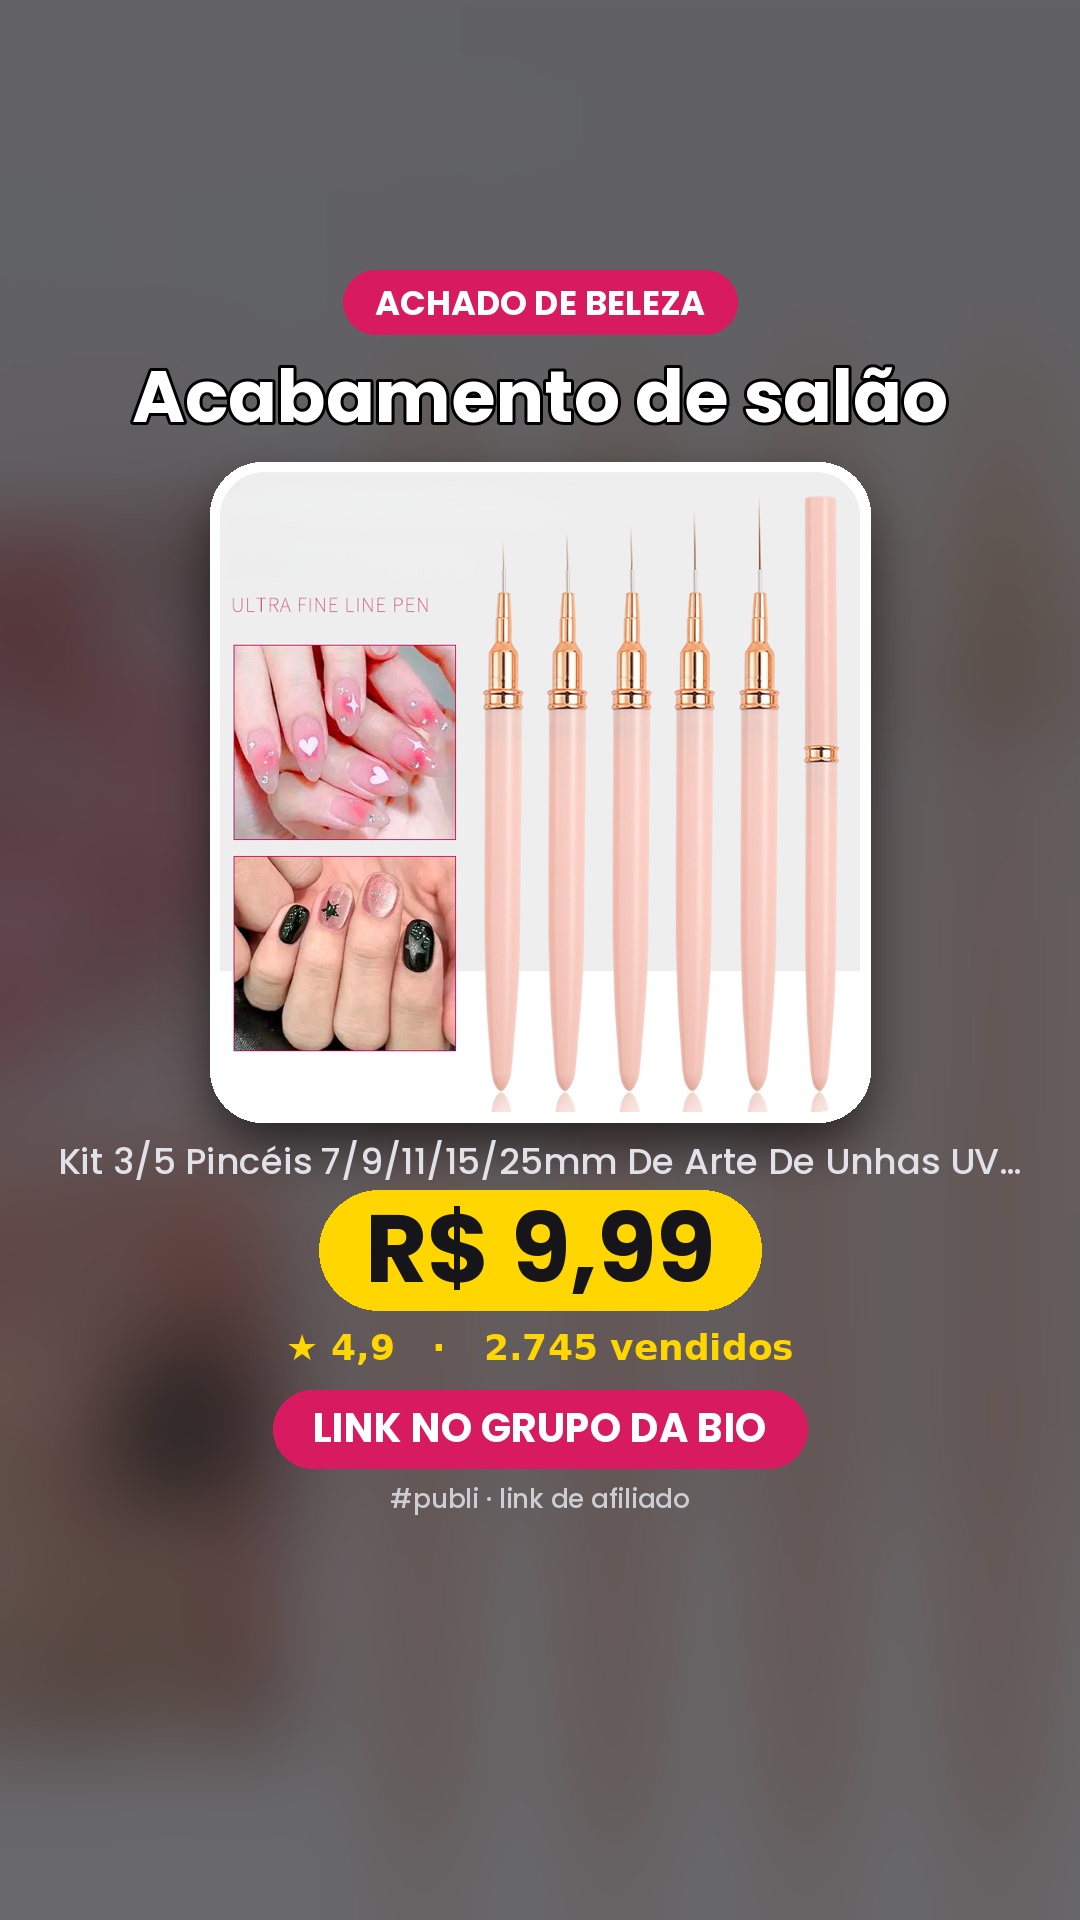 ACHADO DE BELEZA
Acabamento de salão
ULTRA FINE LINE PEN
Kit 3/5 Pincéis 7/9/11/15/25mm De Arte De Unhas UV...
R$ 9,99
★ 4,9 · 2.745 vendidos
LINK NO GRUPO DA BIO
#publi · link de afiliado